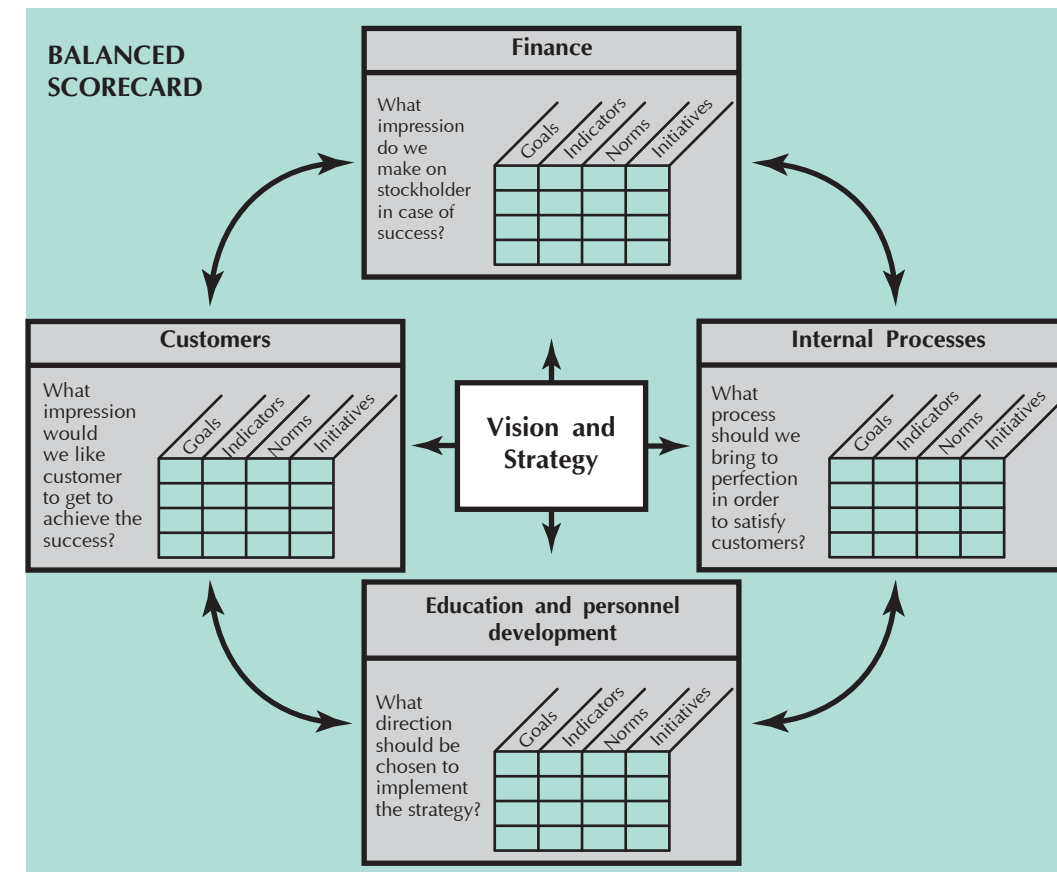 BALANCED
SCORECARD
Finance
What
impression
do we
make on
stockholder
in case of
success?
Goals
Indicators
Norms
Initiatives
Customers
What
impression
would
we like
customer
to get to
achieve the
success?
Goals
Indicators
Norms
Initiatives
Vision and
Strategy
Internal Processes
What
process
should we
bring to
perfection
in order
to satisfy
customers?
Goals
Indicators
Norms
Initiatives
Education and personnel
development
What
direction
should be
chosen to
implement
the strategy?
Goals
Indicators
Norms
Initiatives